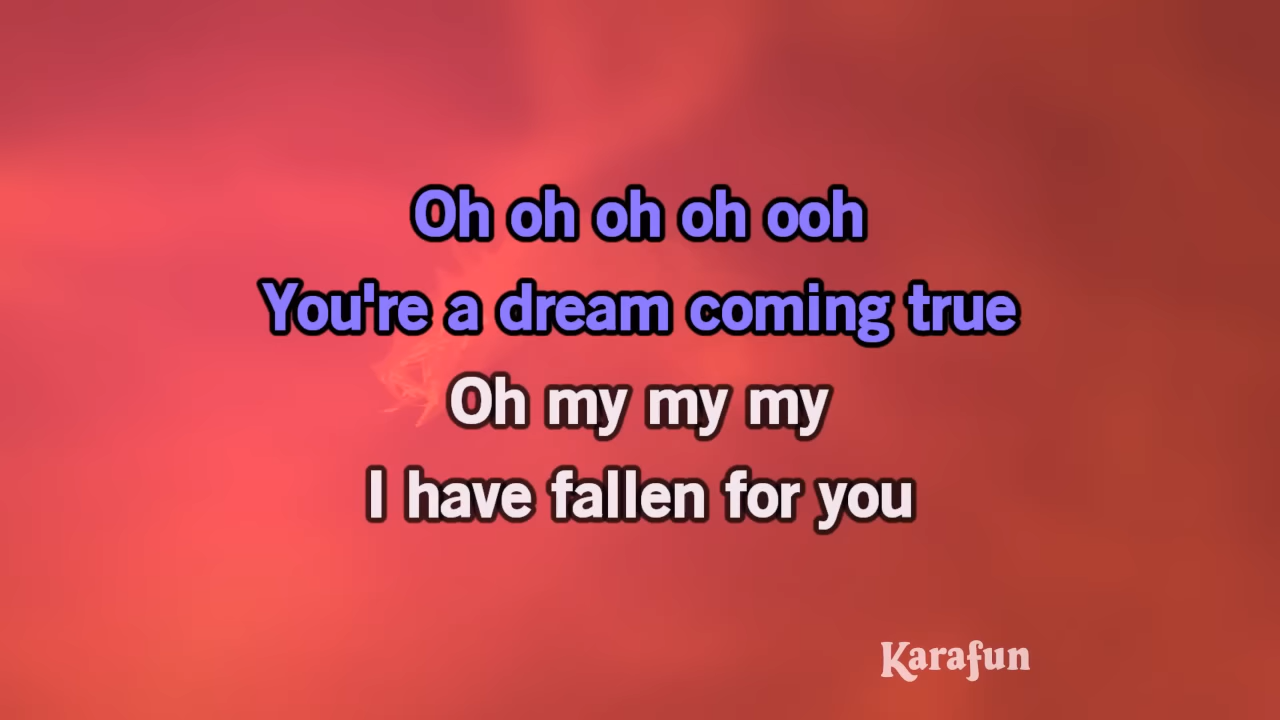 Oh oh oh oh ooh
You're a dream coming true
Oh my my my
I have fallen for you
Karafun